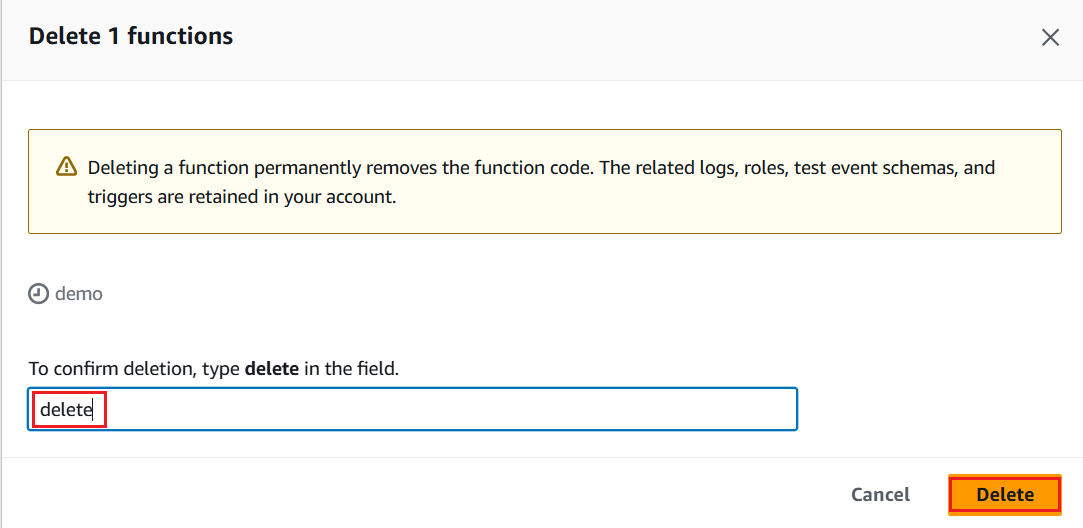 Delete 1 functions
Deleting a function permanently removes the function code. The related logs, roles, test event schemas, and
triggers are retained in your account.
demo
To confirm deletion, type delete in the field.
delete
Cancel
Delete